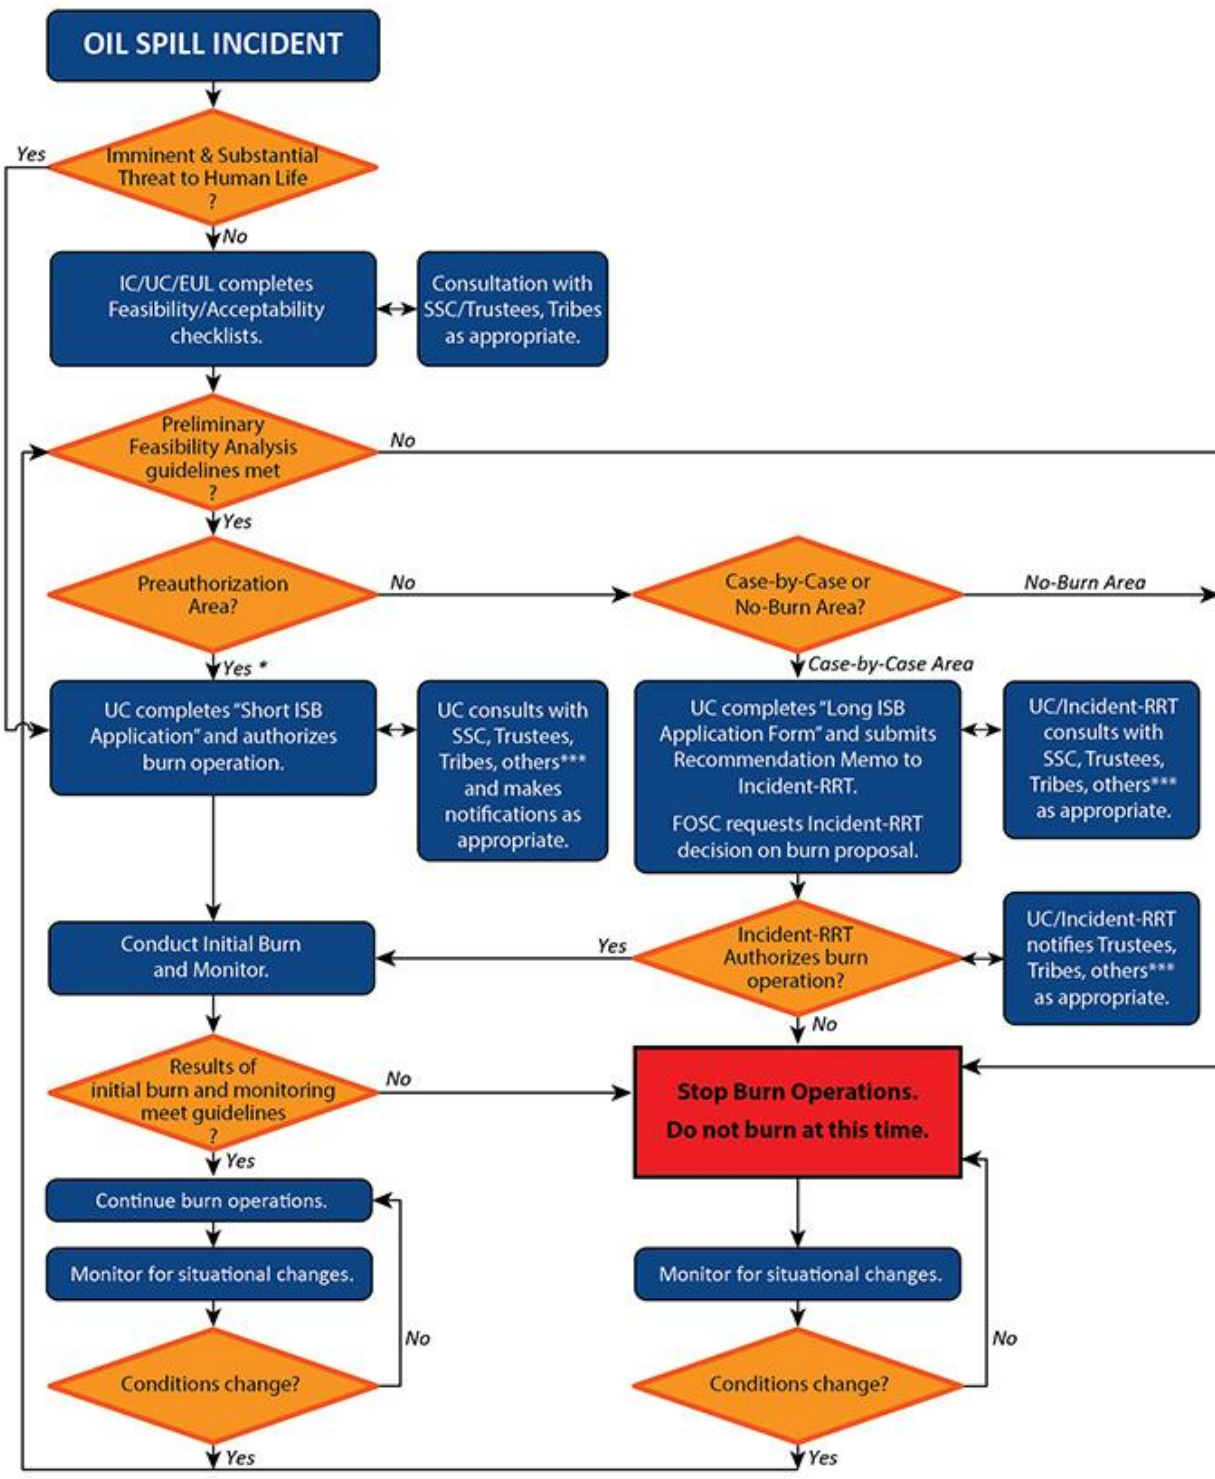 OIL SPILL INCIDENT
Yes
Imminent & Substantial
Threat to Human Life
?
No
IC/UC/EUL completes
Feasibility/Acceptability
checklists.
Consultation with
SSC/Trustees, Tribes
as appropriate.
Preliminary
Feasibility Analysis
guidelines met
?
No
Yes
Preauthorization
Area?
No
Case-by-Case or
No-Burn Area?
No-Burn Area
Yes *
Case-by-Case Area
UC completes "Short ISB
Application" and authorizes
burn operation.
UC consults with
SSC, Trustees,
Tribes, others***
and makes
notifications as
appropriate.
UC completes "Long ISB
Application Form" and submits
Recommendation Memo to
Incident-RRT.
FOSC requests Incident-RRT
decision on burn proposal.
UC/Incident-RRT
consults with
SSC, Trustees,
Tribes, others***
as appropriate.
Conduct Initial Burn
and Monitor.
Yes
Incident-RRT
Authorizes burn
operation?
UC/Incident-RRT
notifies Trustees,
Tribes, others***
as appropriate.
No
Results of
initial burn and monitoring
meet guidelines
?
No
Stop Burn Operations.
Do not burn at this time.
Yes
Continue burn operations.
Monitor for situational changes.
Monitor for situational changes.
No
No
Conditions change?
Conditions change?
Yes
Yes